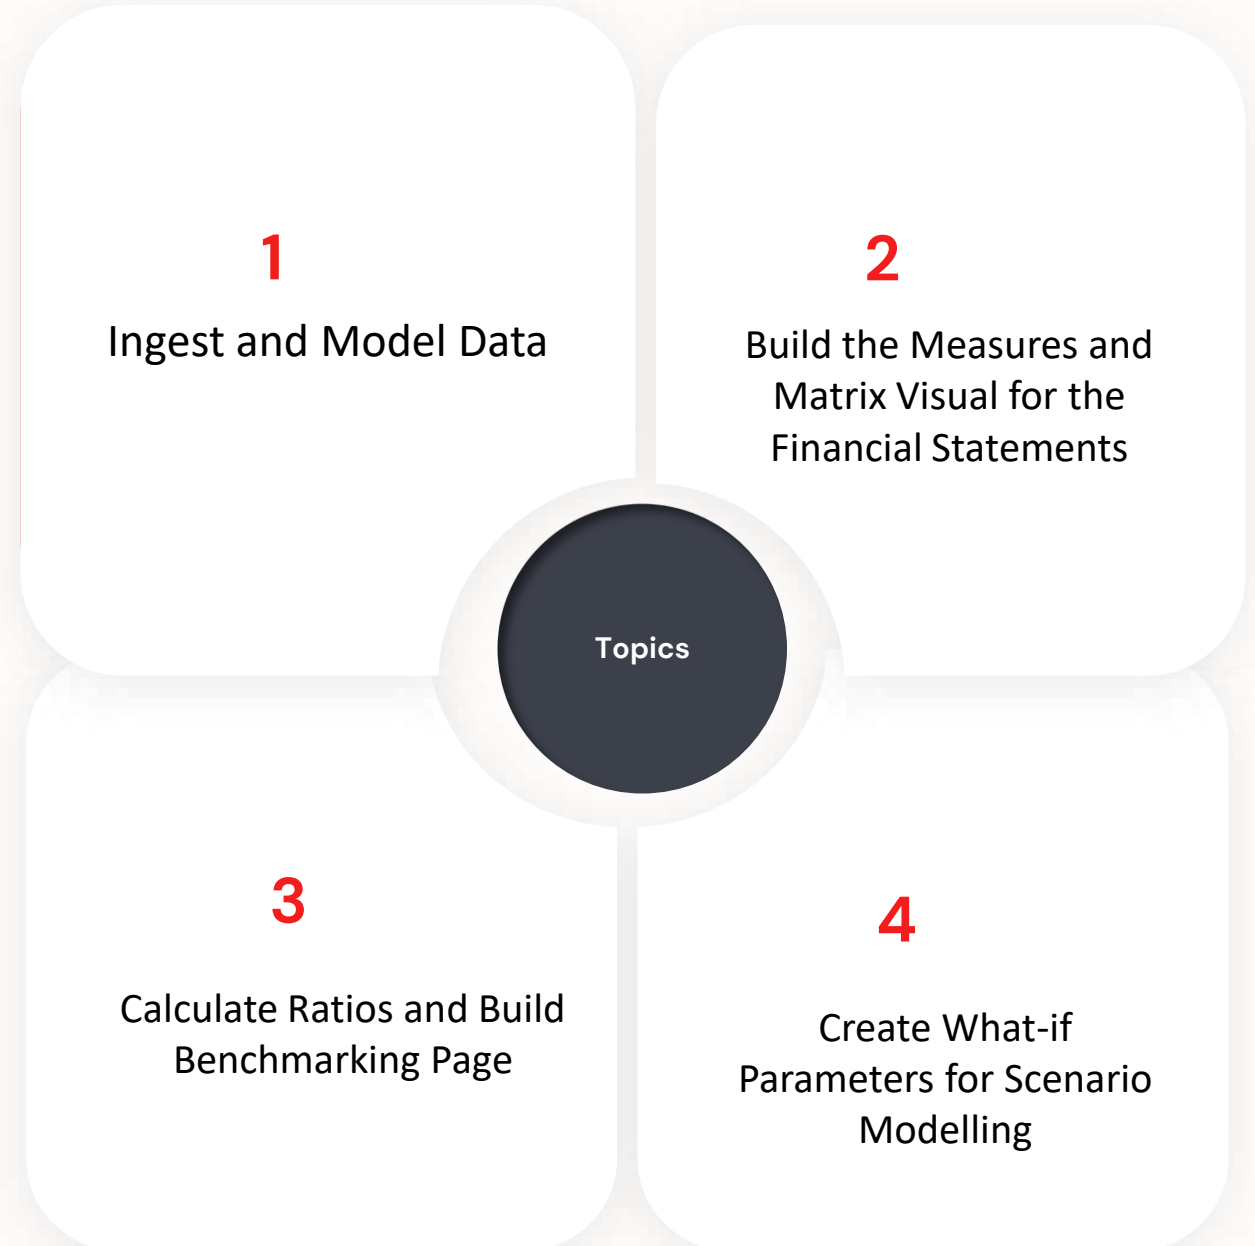 1
Ingest and Model Data
2
Build the Measures and
Matrix Visual for the
Financial Statements
Topics
3
Calculate Ratios and Build
Benchmarking Page
4
Create What-if
Parameters for Scenario
Modelling